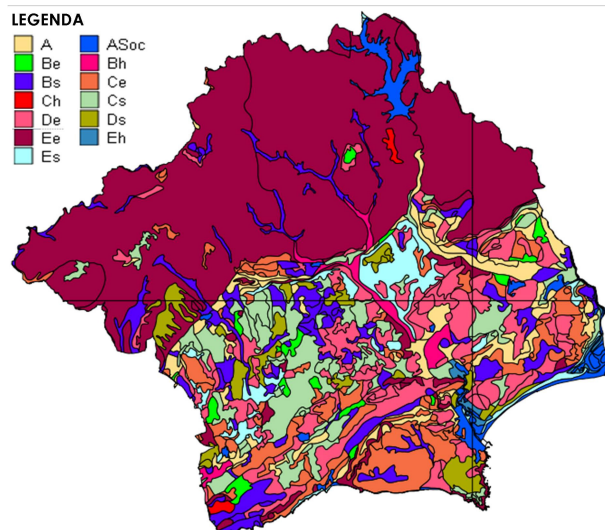 LEGENDA
A ASoc
Be Bh
Bs Ce
Ch Cs
De Ds
Ee Eh
Es